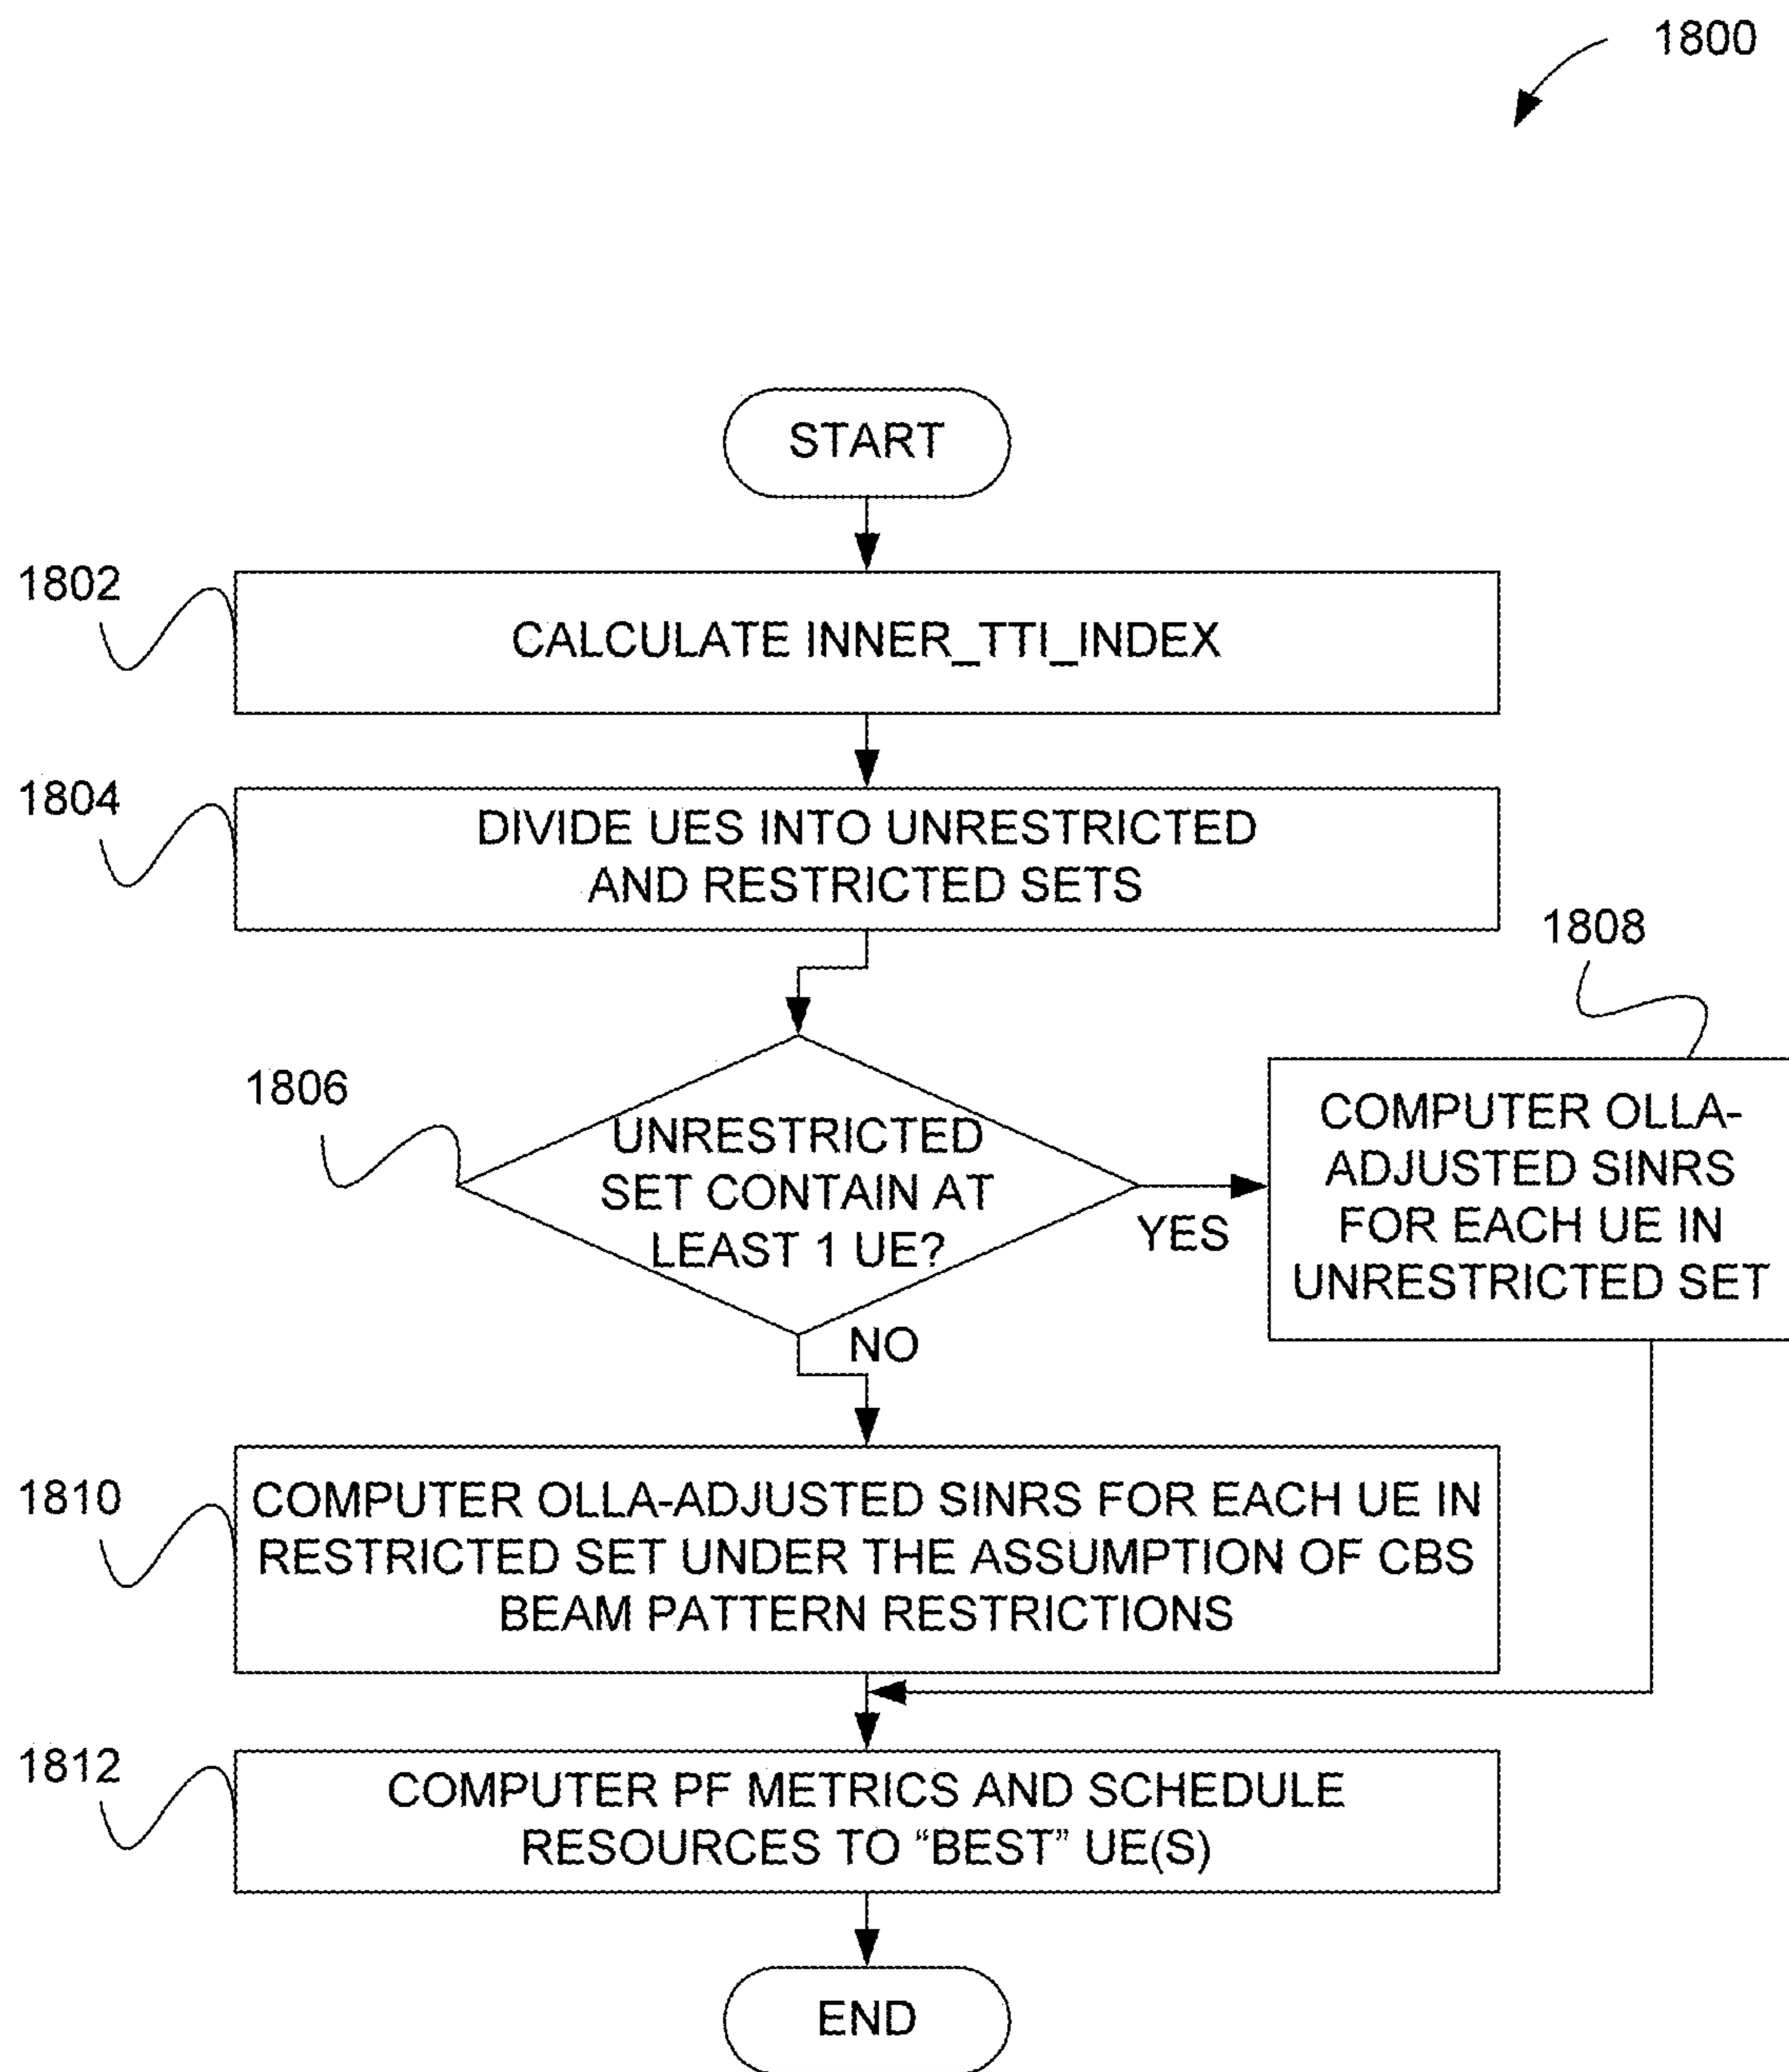 1800
START
1802
CALCULATE INNER_TTI_INDEX
1804
DIVIDE UES INTO UNRESTRICTED
AND RESTRICTED SETS
1806
UNRESTRICTED
SET CONTAIN AT
LEAST 1 UE?
YES
NO
1808
COMPUTER OLLA-
ADJUSTED SINRS
FOR EACH UE IN
UNRESTRICTED SET
1810
COMPUTER OLLA-ADJUSTED SINRS FOR EACH UE IN
RESTRICTED SET UNDER THE ASSUMPTION OF CBS
BEAM PATTERN RESTRICTIONS
1812
COMPUTER PF METRICS AND SCHEDULE
RESOURCES TO “BEST” UE(S)
END